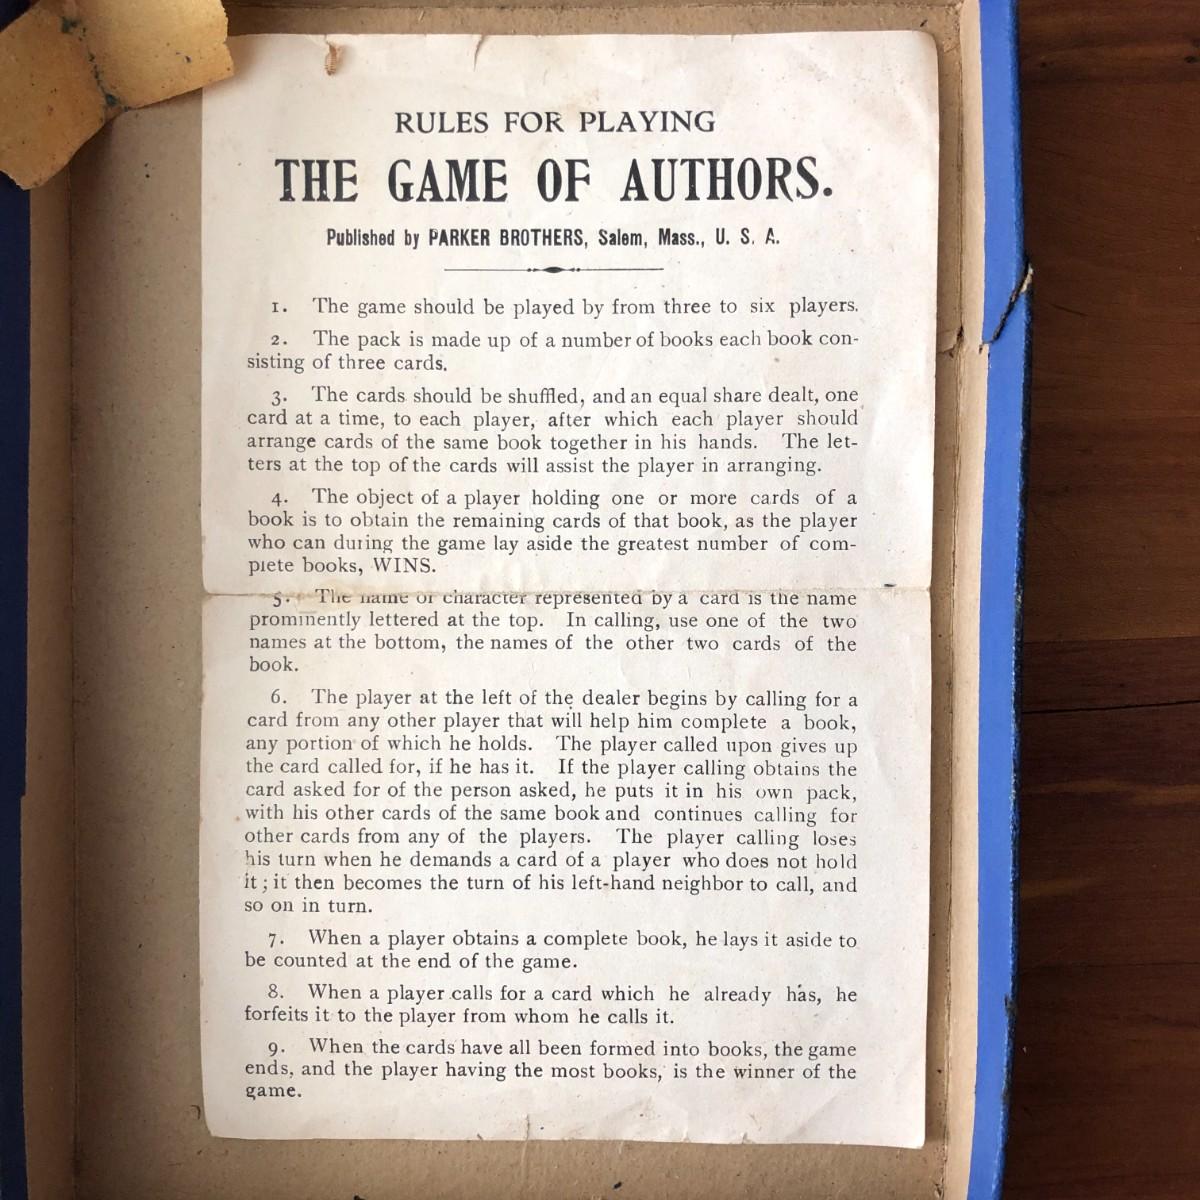 RULES FOR PLAYING
THE GAME OF AUTHORS.
Published by PARKER BROTHERS, Salem, Mass., U. S. A.
1. The game should be played by from three to six players.
2. The pack is made up of a number of books each book con-
sisting of three cards.
3. The cards should be shuffled, and an equal share dealt, one
card at a time, to each player, after which each player should
arrange cards of the same book together in his hands. The let-
ters at the top of the cards will assist the player in arranging.
4. The object of a player holding one or more cards of a
book is to obtain the remaining cards of that book, as the player
who can during the game lay aside the greatest number of com-
plete books, WINS.
5. The name or character represented by a card is the name
prominently lettered at the top. In calling, use one of the two
names at the bottom, the names of the other two cards of the
book.
6. The player at the left of the dealer begins by calling for a
card from any other player that will help him complete a book,
any portion of which he holds. The player called upon gives up
the card called for, if he has it. If the player calling obtains the
card asked for of the person asked, he puts it in his own pack,
with his other cards of the same book and continues calling for
other cards from any of the players. The player calling loses
his turn when he demands a card of a player who does not hold
it; it then becomes the turn of his left-hand neighbor to call, and
so on in turn.
7. When a player obtains a complete book, he lays it aside to
be counted at the end of the game.
8. When a player calls for a card which he already has, he
forfeits it to the player from whom he calls it.
9. When the cards have all been formed into books, the game
ends, and the player having the most books, is the winner of the
game.